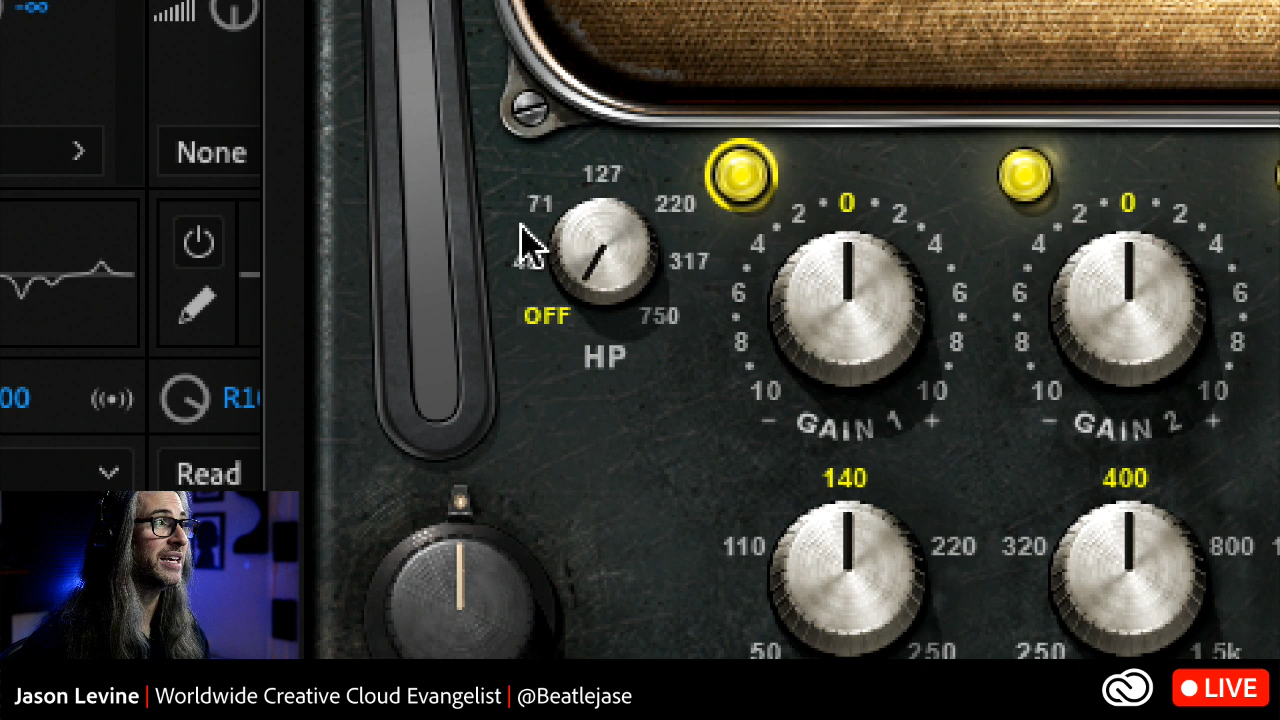 -∞
None
127
71
220
317
OFF
750
HP
2 0 2
4 4
6 6
8 8
10 10
− GAIN 1 +
2 0 2
4 4
6 6
8 8
10 10
− GAIN 2 +
00
R1
Read
140
110 220
50 250
400
320 800
250 1.5k
Jason Levine | Worldwide Creative Cloud Evangelist | @Beatlejase
LIVE